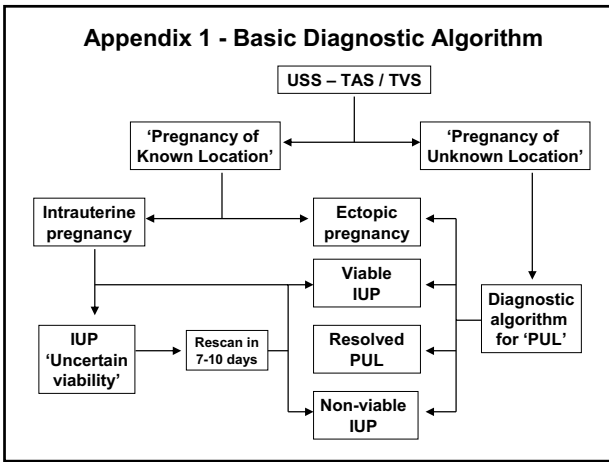 Appendix 1 - Basic Diagnostic Algorithm
USS – TAS / TVS
‘Pregnancy of
Known Location’
‘Pregnancy of
Unknown Location’
Intrauterine
pregnancy
Ectopic
pregnancy
Viable
IUP
Diagnostic
algorithm
for ‘PUL’
IUP
‘Uncertain
viability’
Rescan in
7-10 days
Resolved
PUL
Non-viable
IUP